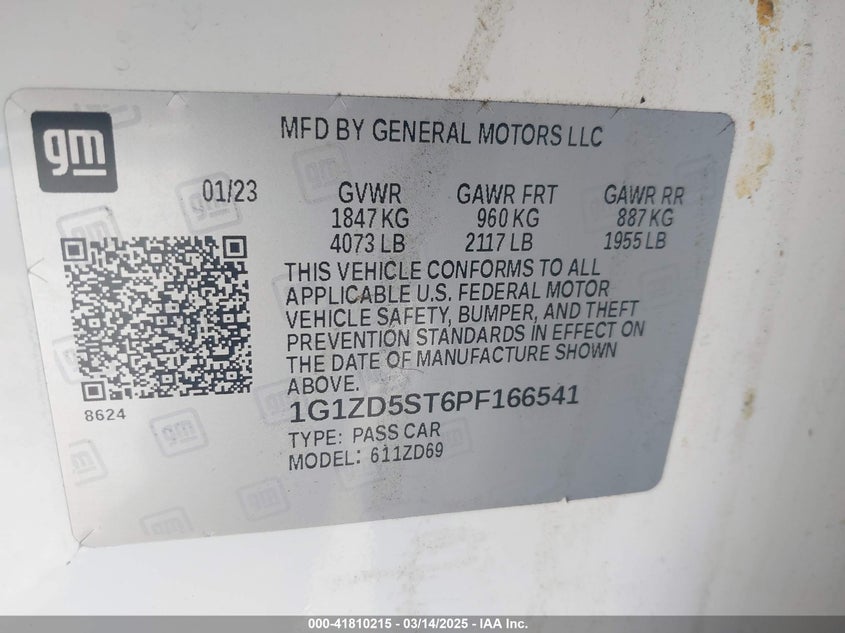 gm
MFD BY GENERAL MOTORS LLC
01/23 GVWR GAWR FRT GAWR RR
1847 KG 960 KG 887 KG
4073 LB 2117 LB 1955 LB
THIS VEHICLE CONFORMS TO ALL
APPLICABLE U.S. FEDERAL MOTOR
VEHICLE SAFETY, BUMPER, AND THEFT
PREVENTION STANDARDS IN EFFECT ON
THE DATE OF MANUFACTURE SHOWN
ABOVE.
8624
1G1ZD5ST6PF166541
TYPE: PASS CAR
MODEL: 611ZD69
000-41810215 - 03/14/2025 - IAA Inc.